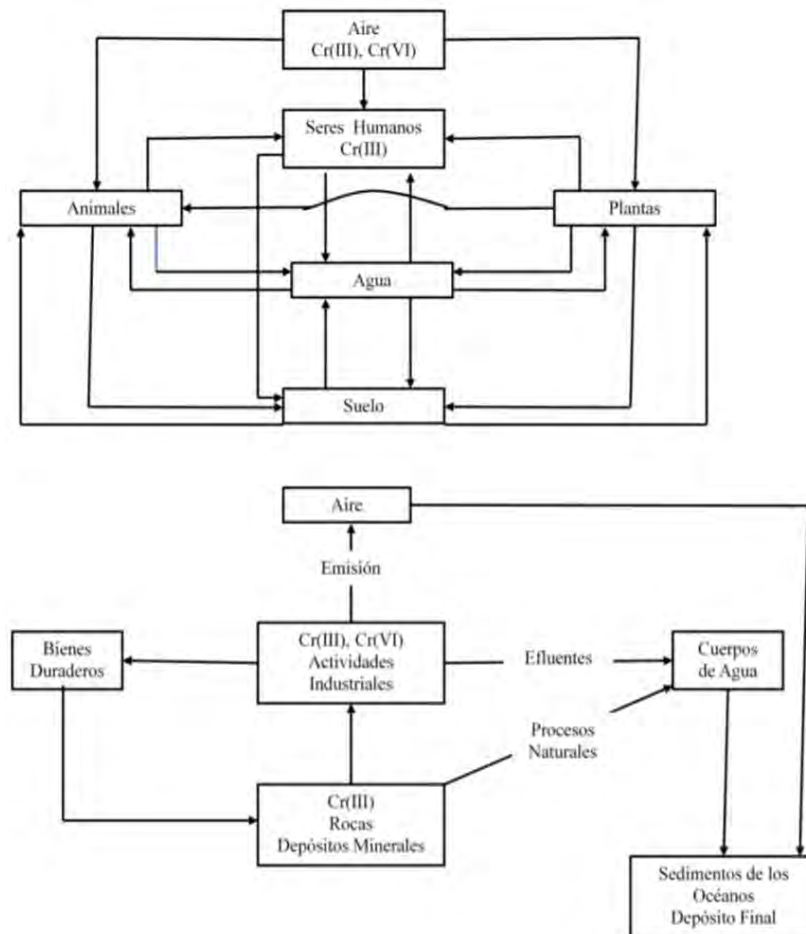 Aire
Cr(III), Cr(VI)
Seres Humanos
Cr(III)
Animales
Plantas
Agua
Suelo
Aire
Emisión
Bienes
Duraderos
Cr(III), Cr(VI)
Actividades
Industriales
Efluentes
Cuerpos
de Agua
Procesos
Naturales
Cr(III)
Rocas
Depósitos Minerales
Sedimentos de los
Océanos
Depósito Final